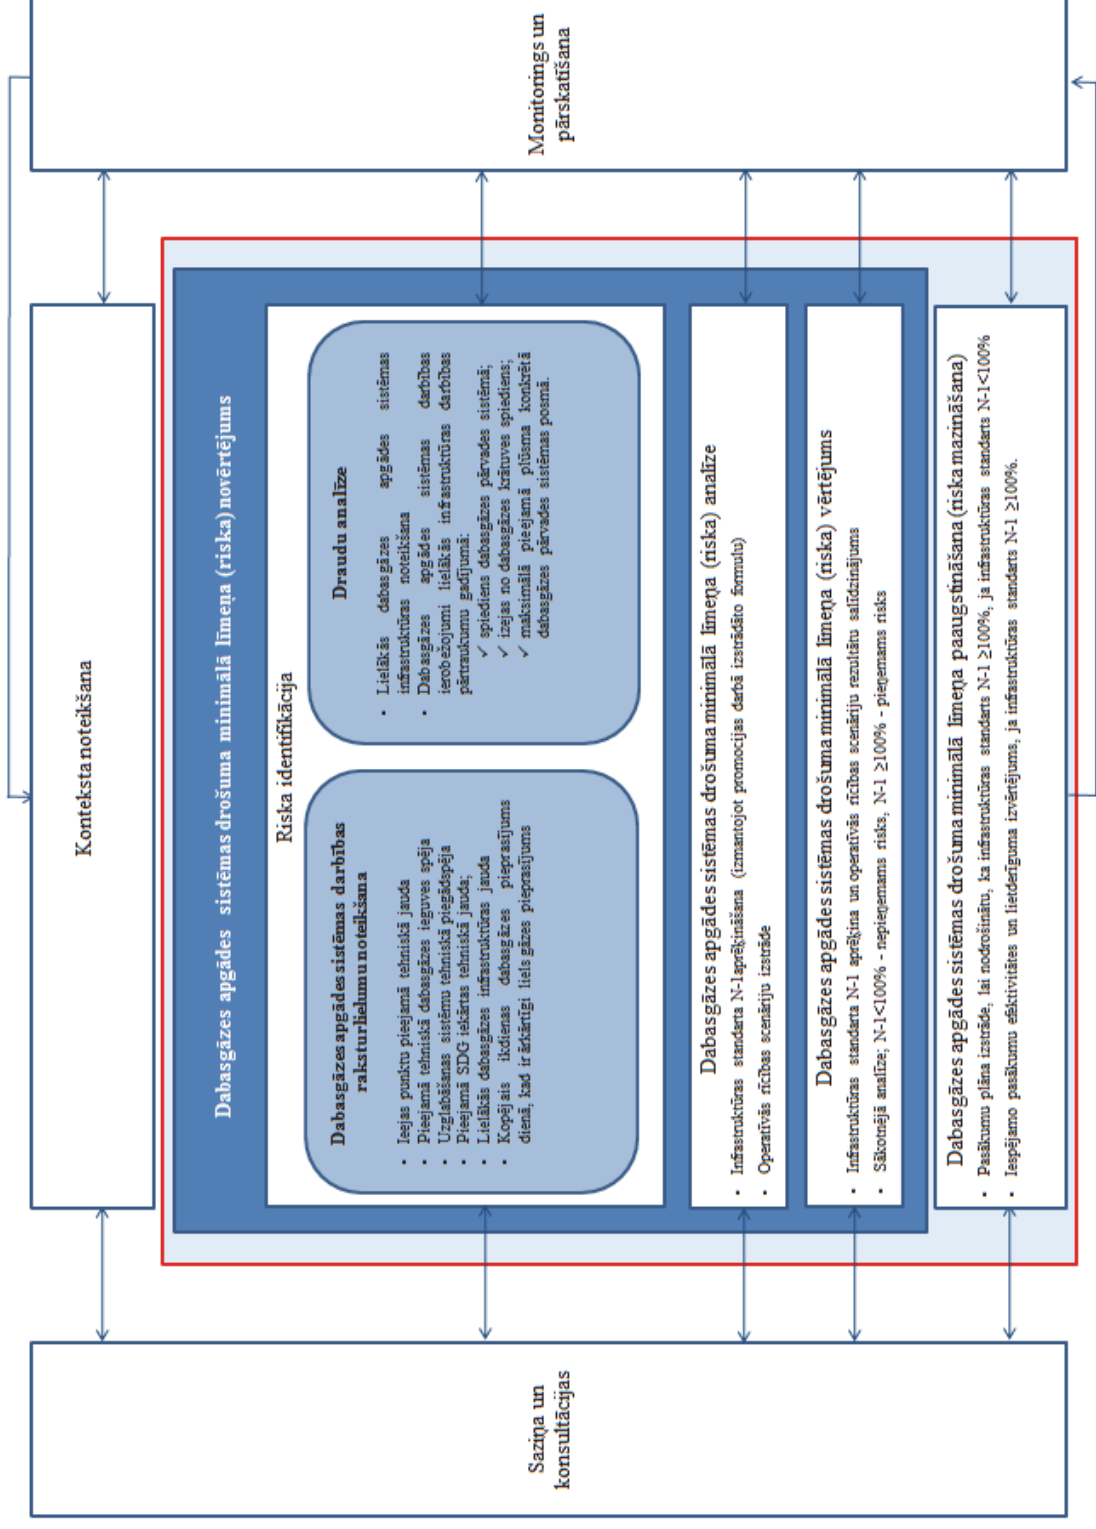 Konteksta noteikšana
Saziņa un
konsultācijas
Dabasgāzes apgādes sistēmas drošuma minimālā līmeņa (riska) novērtējums
Riska identifikācija
Dabasgāzes apgādes sistēmas darbības
raksturlielumu noteikšana
• Ieejas punktu pieejamā tehniskā jauda
• Pieejamā tehniskā dabasgāzes ieguves spēja
• Uzglabāšanas sistēmu tehniskā piegādspēja
• Pieejamā SDG iekārtas tehniskā jauda;
• Lielākās dabasgāzes infrastruktūras jauda
• Kopējais ikdienas dabasgāzes pieprasījums
dienā, kad ir ārkārtīgi liels gāzes pieprasījums
Draudu analīze
• Lielākās dabasgāzes apgādes sistēmas
infrastruktūras noteikšana
• Dabasgāzes apgādes sistēmas darbības
ierobežojumi lielākās infrastruktūras darbības
pārtraukumu gadījumā:
✓ spiediens dabasgāzes pārvades sistēmā;
✓ izejas no dabasgāzes krātuves spiediens;
✓ maksimālā pieejamā plūsma konkrētā
dabasgāzes pārvades sistēmas posmā.
Dabasgāzes apgādes sistēmas drošuma minimālā līmeņa (riska) analīze
• Infrastruktūras standarta N-1aprēķināšana (izmantojot promocijas darbā izstrādāto formulu)
• Operatīvās rīcības scenāriju izstrāde
Dabasgāzes apgādes sistēmas drošuma minimālā līmeņa (riska) vērtējums
• Infrastruktūras standarta N-1 aprēķina un operatīvās rīcības scenāriju rezultātu salīdzinājums
• Sākotnējā analīze; N-1<100% - nepieņemams risks, N-1 ≥100% - pieņemams risks
Dabasgāzes apgādes sistēmas drošuma minimālā līmeņa paaugstināšana (riska mazināšana)
• Pasākumu plāna izstrāde, lai nodrošinātu, ka infrastruktūras standarts N-1 ≥100%, ja infrastruktūras standarts N-1<100%
• Iespējamo pasākumu efektivitātes un lietderīguma izvērtējums, ja infrastruktūras standarts N-1 ≥100%.
Monitorings un
pārskatīšana